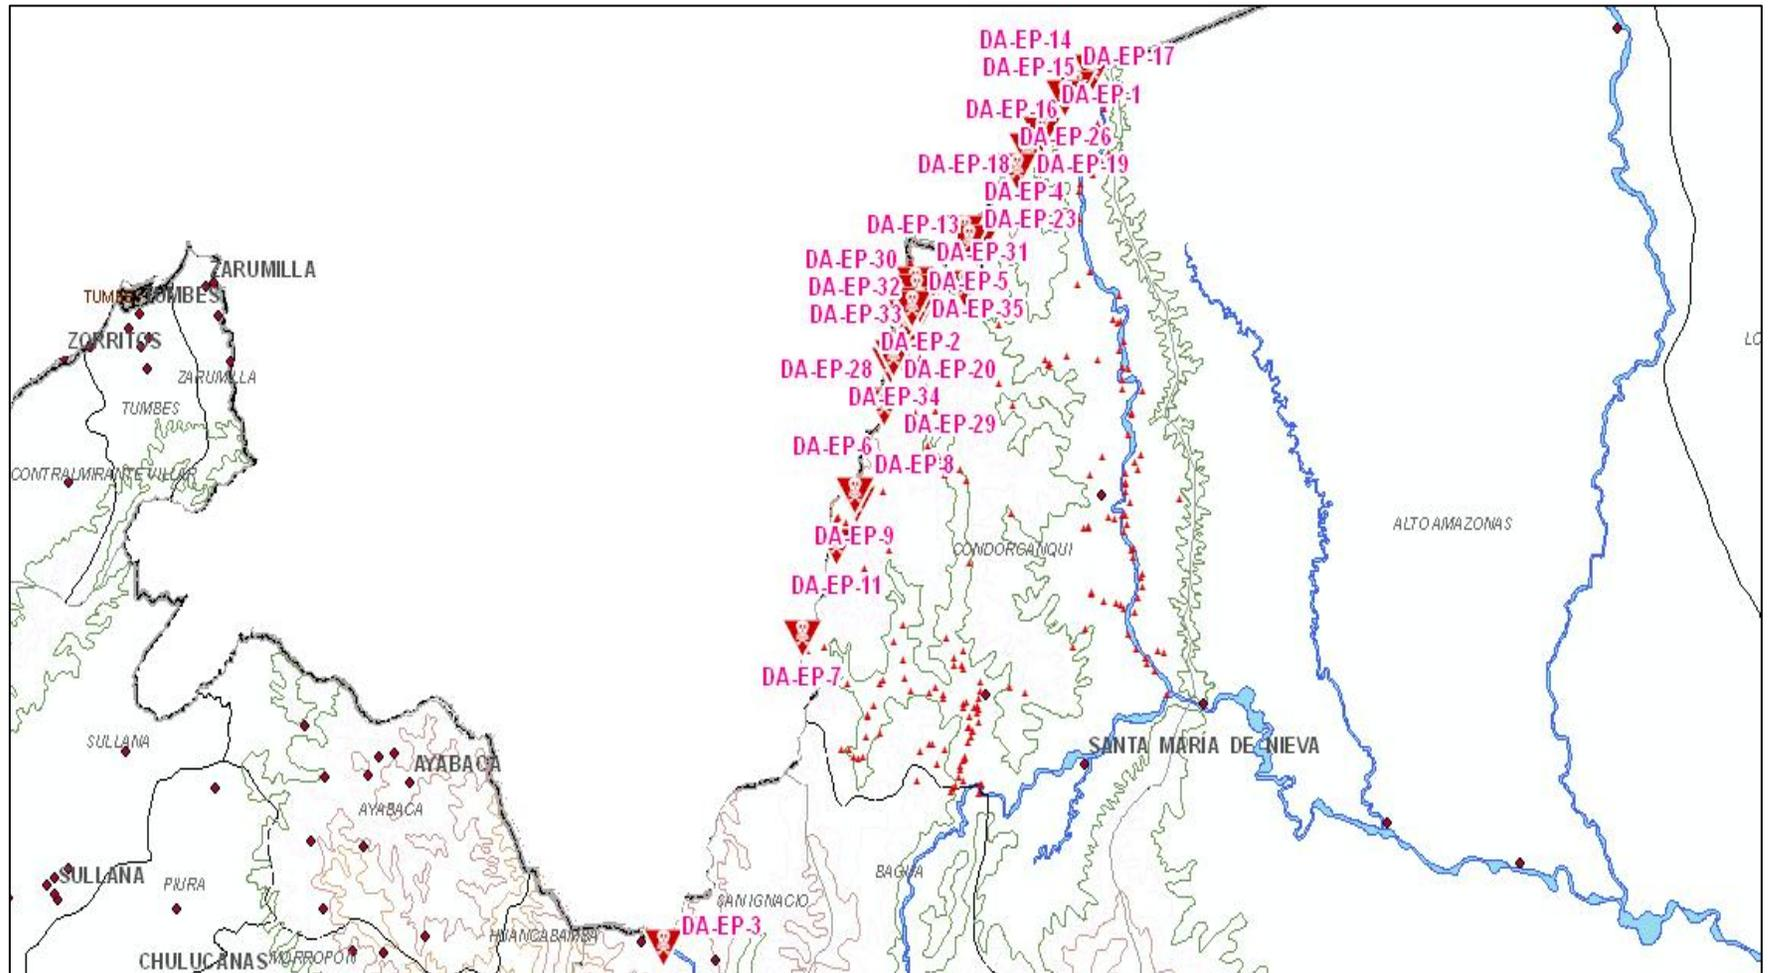 DA-EP-14
DA-EP-17
DA-EP-15
DA-EP-1
DA-EP-16
DA-EP-26
DA-EP-18
DA-EP-19
DA-EP-4
DA-EP-13
DA-EP-23
DA-EP-31
DA-EP-30
DA-EP-5
DA-EP-32
DA-EP-35
DA-EP-33
DA-EP-2
DA-EP-28
DA-EP-20
DA-EP-34
DA-EP-29
DA-EP-6
DA-EP-8
DA-EP-9
DA-EP-11
DA-EP-7
DA-EP-3
ZARUMILLA
TUMBES
ZORRITOS
ZARUMILLA
TUMBES
CONTRALMIRANTE VILLAR
LO
ALTO AMAZONAS
CONDORCANQUI
SULLANA
AYABACA
AYABACA
SANTA MARIA DE NIEVA
SULLANA
PIURA
BAGUA
SAN IGNACIO
HUANCABAMBA
CHULUCANAS
MORROPON